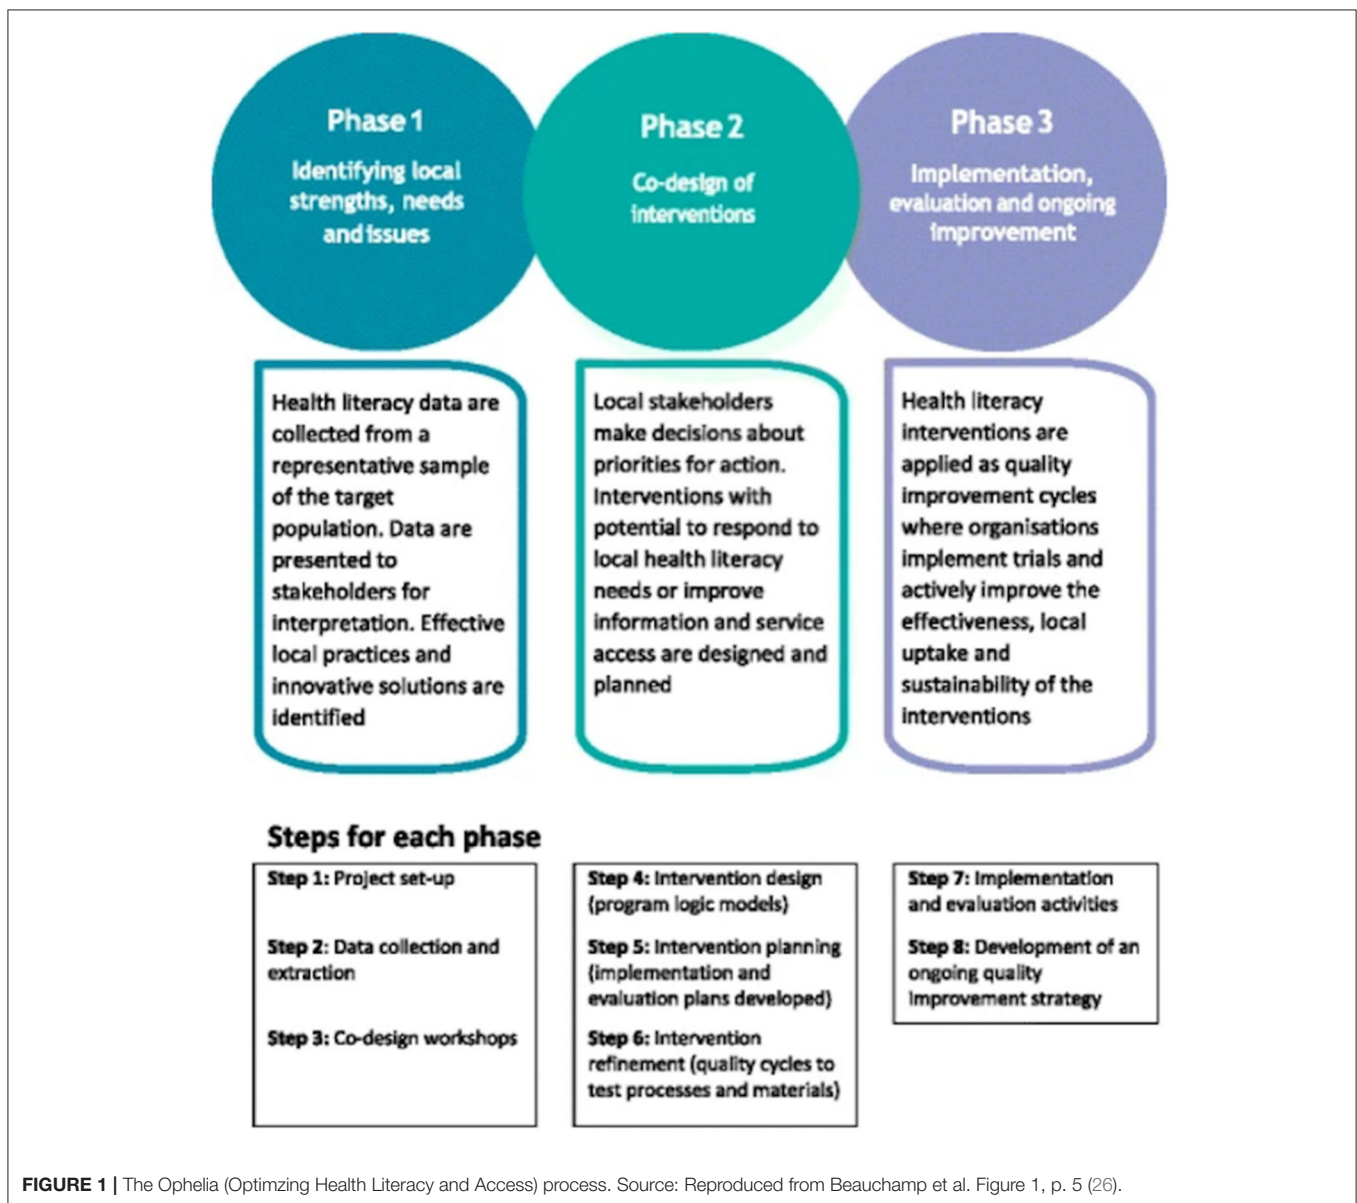 Phase 1
Identifying local
strengths, needs
and issues
Phase 2
Co-design of
interventions
Phase 3
Implementation,
evaluation and ongoing
improvement
Health literacy data are
collected from a
representative sample
of the target
population. Data are
presented to
stakeholders for
interpretation. Effective
local practices and
innovative solutions are
identified
Local stakeholders
make decisions about
priorities for action.
Interventions with
potential to respond to
local health literacy
needs or improve
information and service
access are designed and
planned
Health literacy
interventions are
applied as quality
improvement cycles
where organisations
implement trials and
actively improve the
effectiveness, local
uptake and
sustainability of the
interventions
Steps for each phase
Step 1: Project set-up
Step 2: Data collection and
extraction
Step 3: Co-design workshops
Step 4: Intervention design
(program logic models)
Step 5: Intervention planning
(implementation and
evaluation plans developed)
Step 6: Intervention
refinement (quality cycles to
test processes and materials)
Step 7: Implementation
and evaluation activities
Step 8: Development of an
ongoing quality
improvement strategy
FIGURE 1 | The Ophelia (Optimzing Health Literacy and Access) process. Source: Reproduced from Beauchamp et al. Figure 1, p. 5 (26).